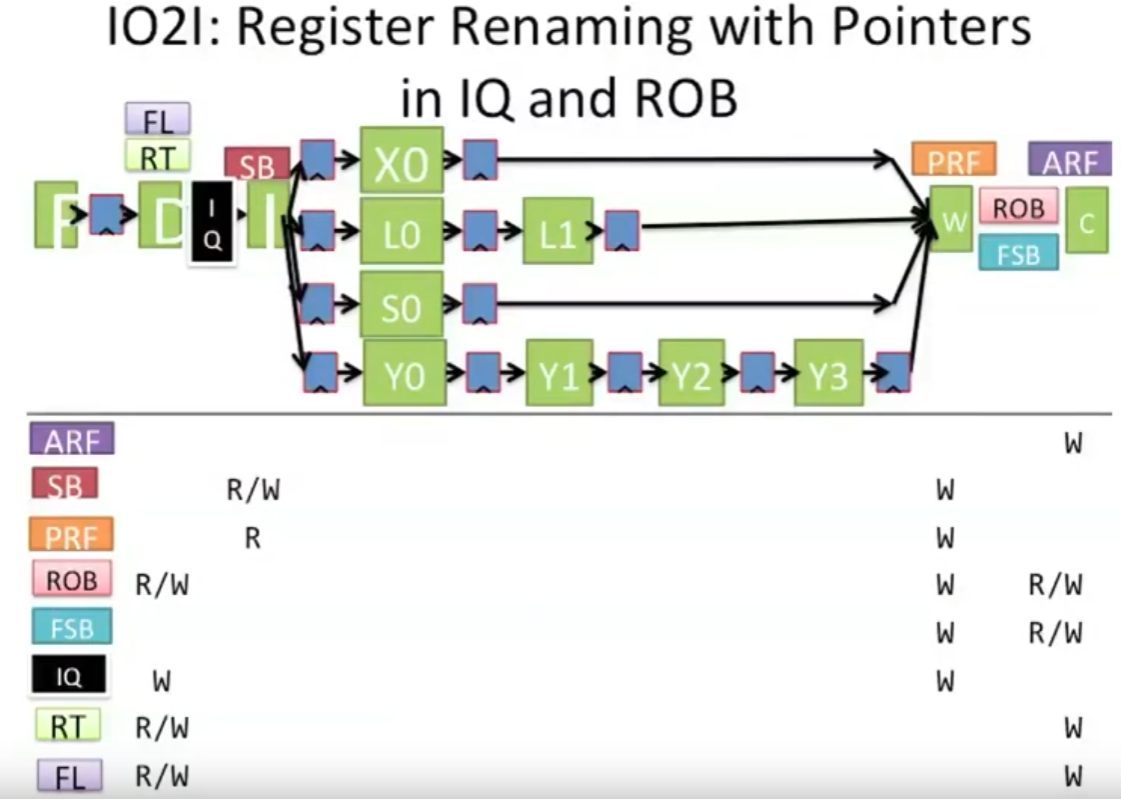 IO2I: Register Renaming with Pointers
in IQ and ROB
FL
RT
SB
X0
PRF ARF
F D I Q I
L0 L1
W ROB C
FSB
S0
Y0 Y1 Y2 Y3
ARF W
SB R/W W
PRF R W
ROB R/W W R/W
FSB W R/W
IQ W W
RT R/W W
FL R/W W